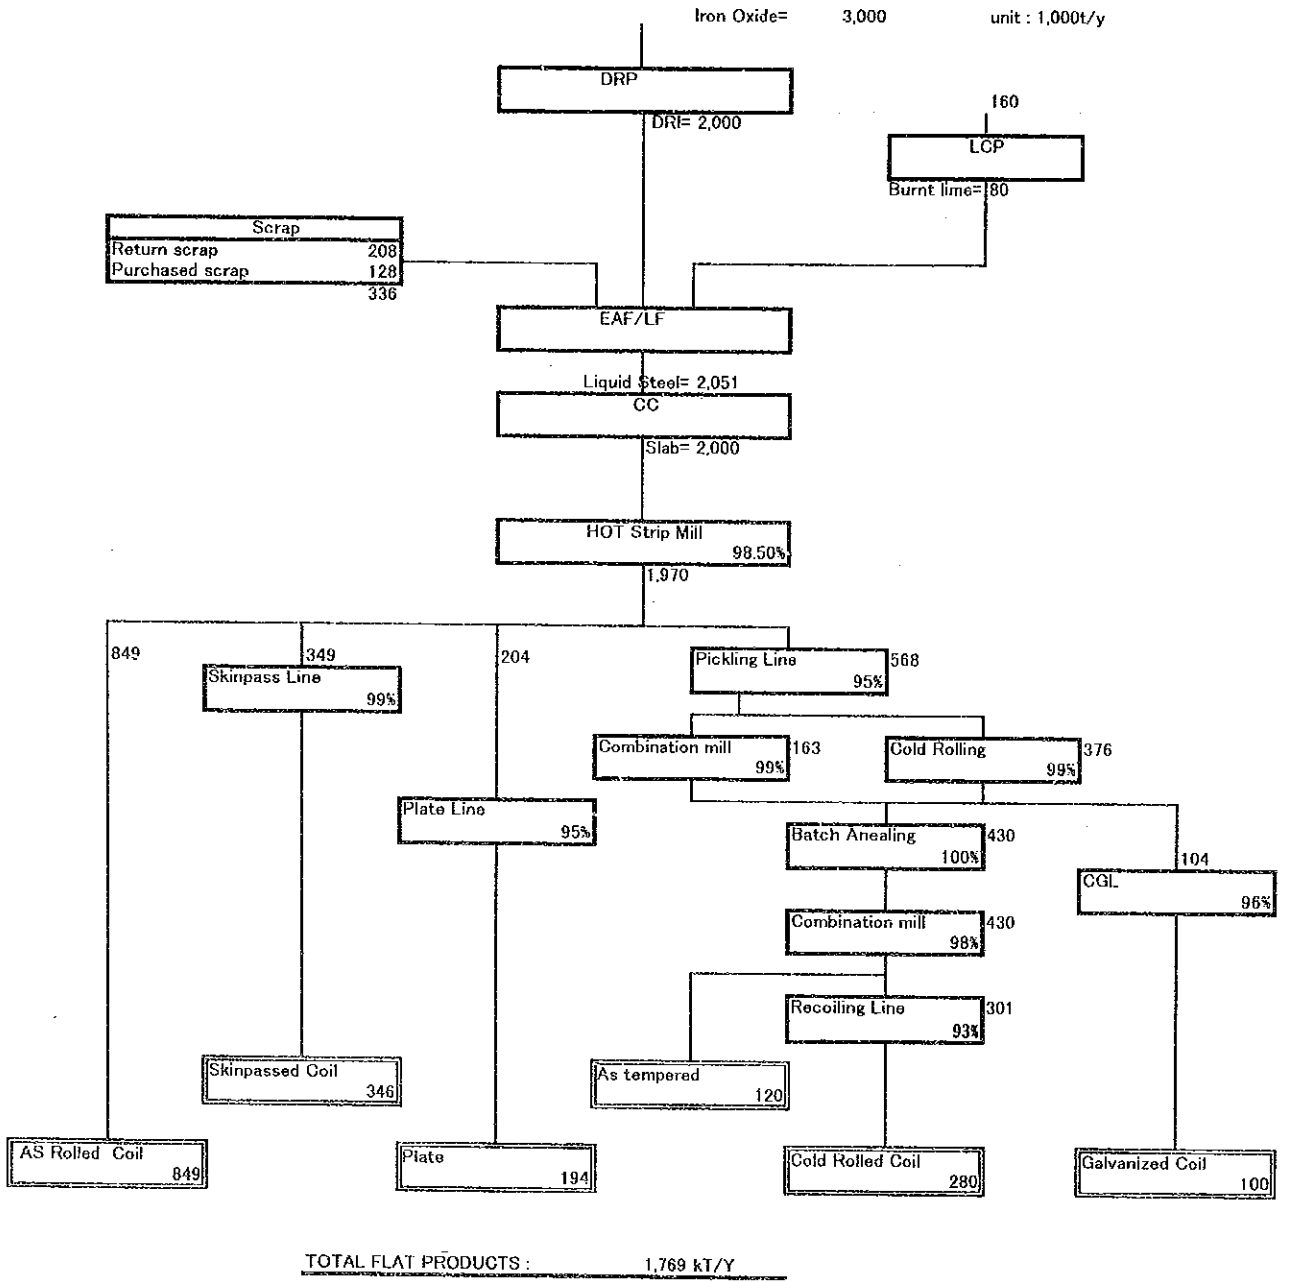 Iron Oxide= 3,000 unit : 1,000t/y
DRP
DRI= 2,000
160
LCP
Burnt lime= 80
Scrap
Return scrap 208
Purchased scrap 128
336
EAF/LF
Liquid Steel= 2,051
CC
Slab= 2,000
HOT Strip Mill
98.50%
1,970
849
349
204
Skinpass Line
99%
Pickling Line 568
95%
Combination mill 163
99%
Cold Rolling 376
99%
Plate Line
95%
Batch Anealing 430
100%
104
CGL
96%
Combination mill 430
98%
Recoiling Line 301
93%
Skinpassed Coil
346
As tempered
120
AS Rolled Coil
849
Plate
194
Cold Rolled Coil
280
Galvanized Coil
100
TOTAL FLAT PRODUCTS : 1,769 kT/Y